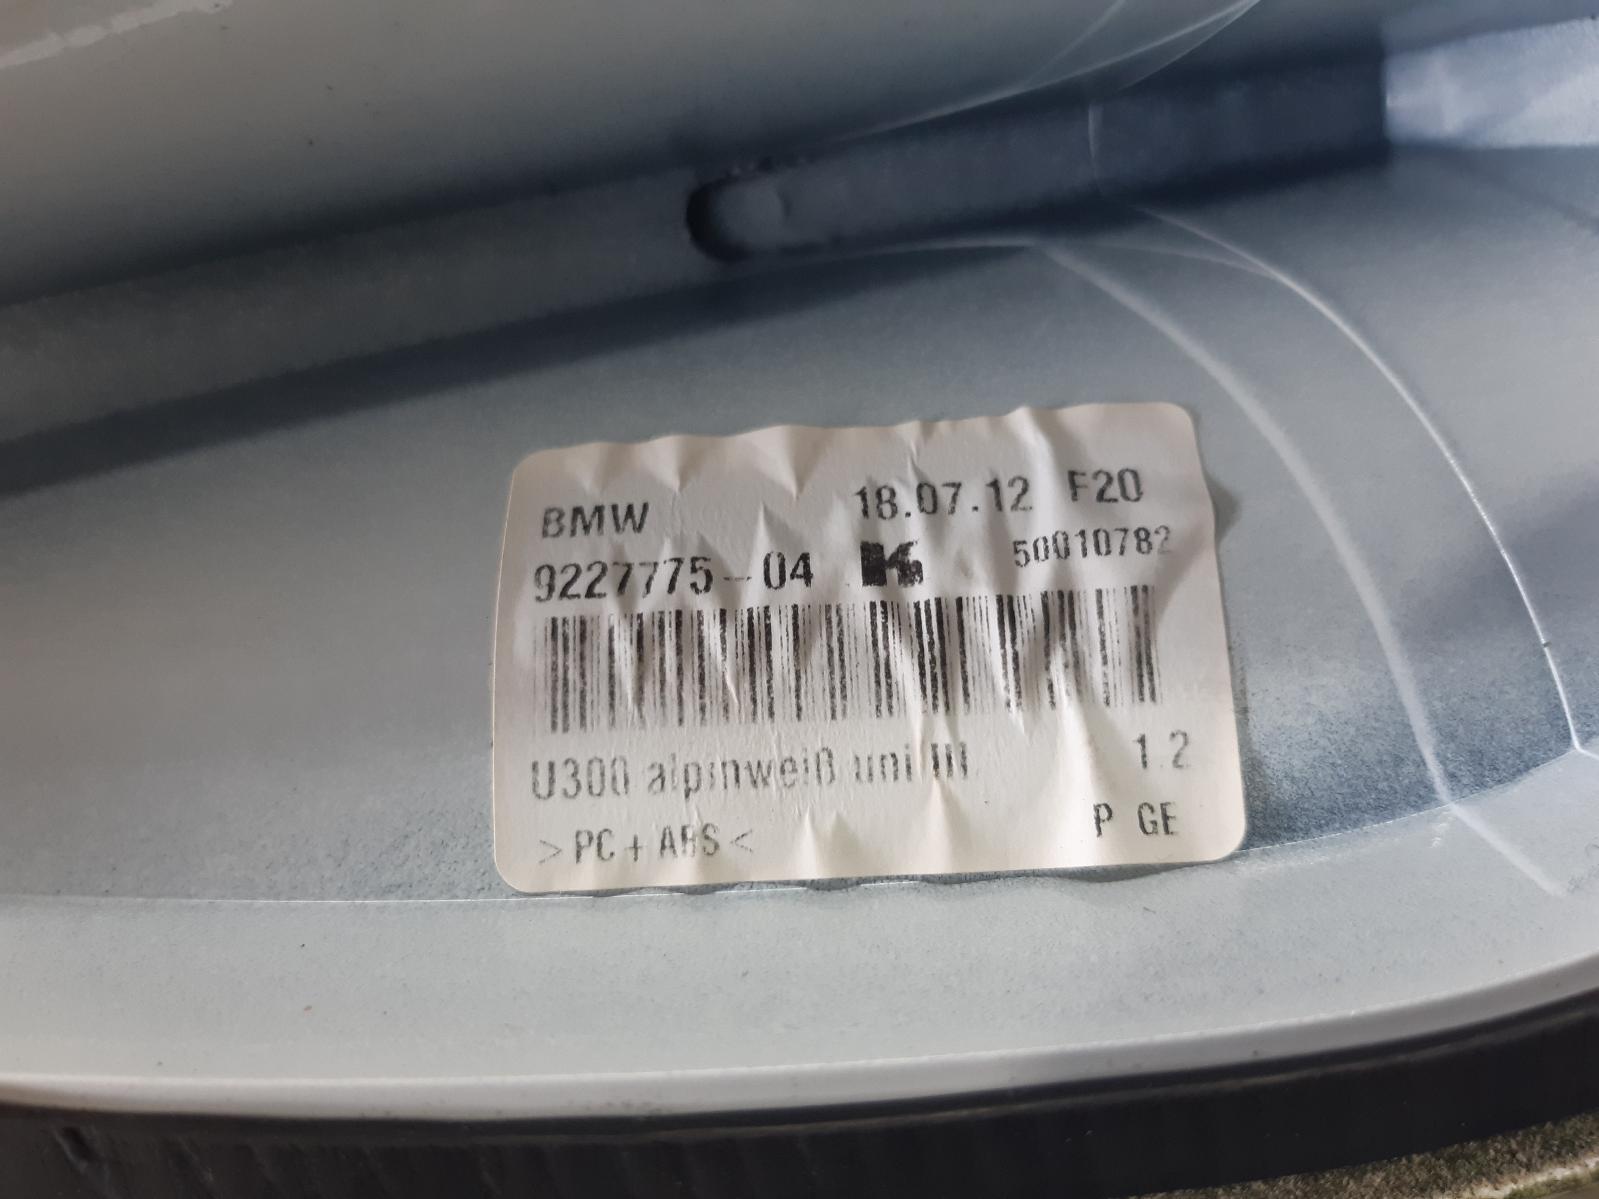 BMW 18.07.12 F20
9227775-04 K 50010782
U300 alpinweiß uni III 1.2
>PC+ABS< P GE